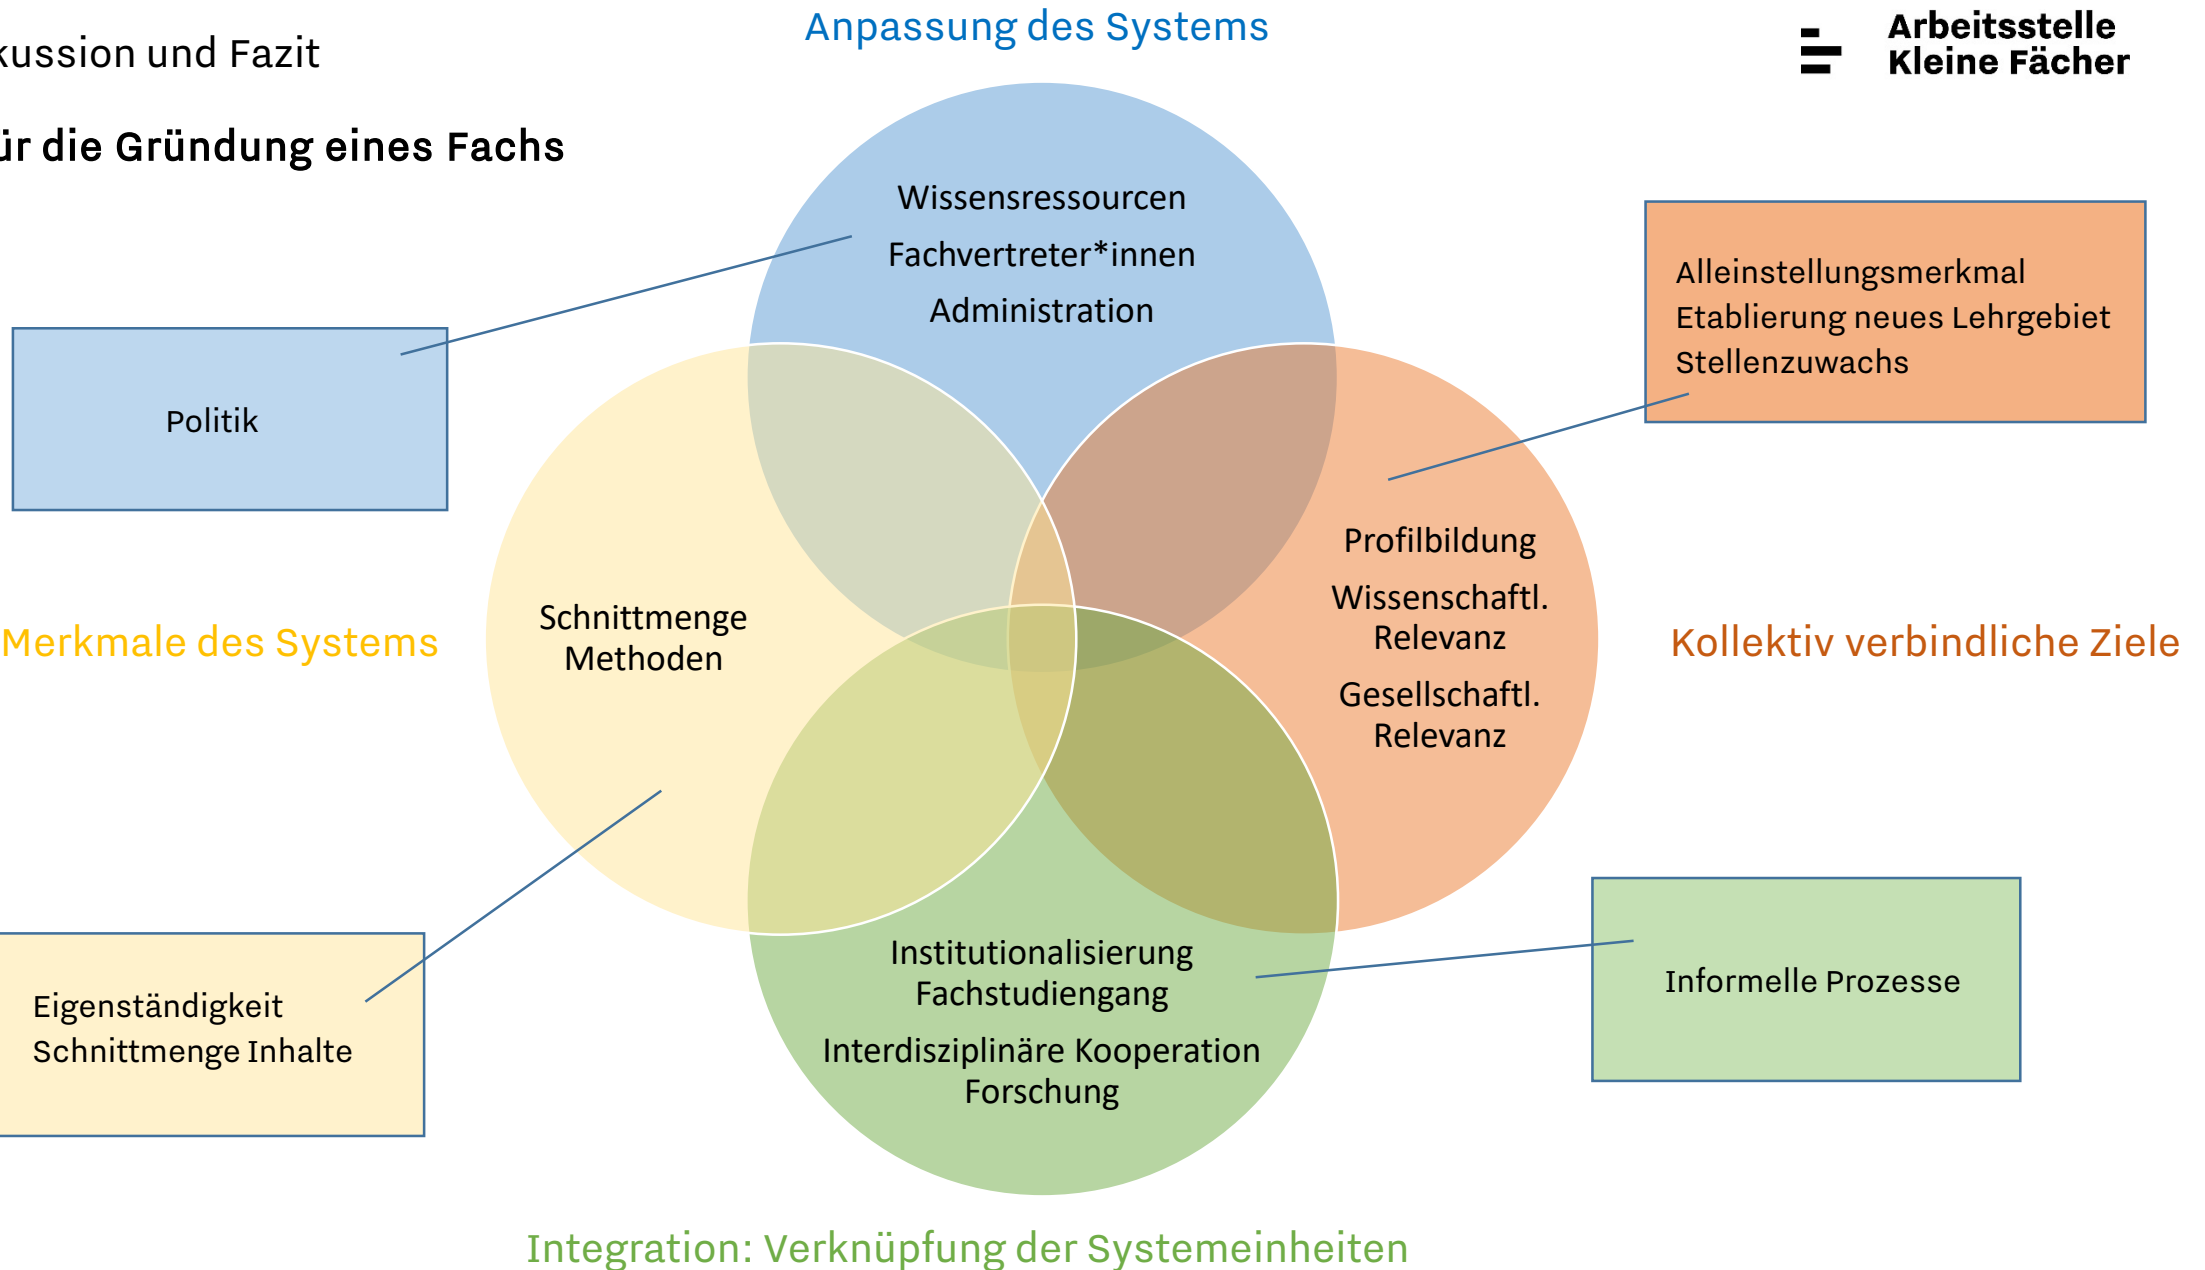 Anpassung des Systems
Arbeitsstelle
Kleine Fächer
kussion und Fazit
ür die Gründung eines Fachs
Wissensressourcen
Fachvertreter*innen
Administration
Alleinstellungsmerkmal
Etablierung neues Lehrgebiet
Stellenzuwachs
Politik
Profilbildung
Wissenschaftl.
Relevanz
Gesellschaftl.
Relevanz
Schnittmenge
Methoden
Merkmale des Systems
Kollektiv verbindliche Ziele
Institutionalisierung
Fachstudiengang
Interdisziplinäre Kooperation
Forschung
Informelle Prozesse
Eigenständigkeit
Schnittmenge Inhalte
Integration: Verknüpfung der Systemeinheiten